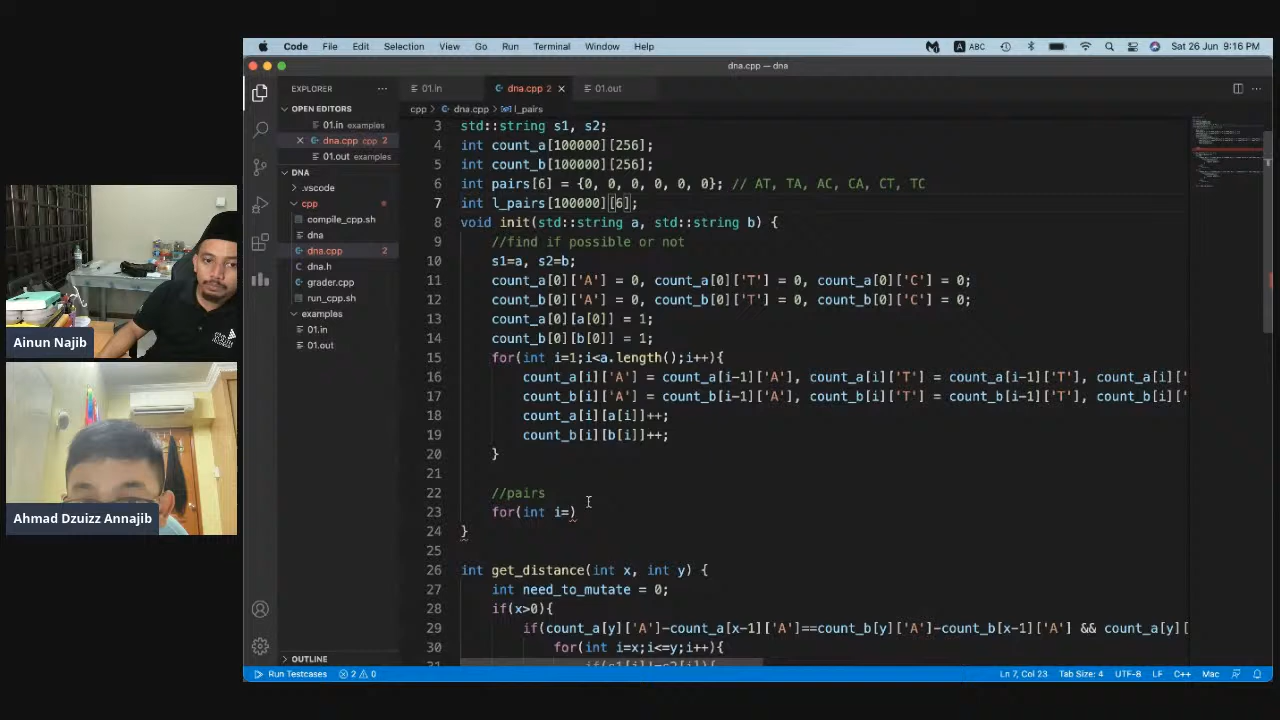 Code File Edit Selection View Go Run Terminal Window Help A ABC Sat 26 Jun 9:16 PM
dna.cpp — dna
EXPLORER ···
01.in dna.cpp 2 × 01.out ···
OPEN EDITORS
cpp > dna.cpp > l_pairs
01.in examples
× dna.cpp cpp 2
01.out examples
DNA
.vscode
cpp
compile_cpp.sh
dna
dna.cpp 2
dna.h
grader.cpp
run_cpp.sh
examples
01.in
01.out
OUTLINE
3 std::string s1, s2;
4 int count_a[100000][256];
5 int count_b[100000][256];
6 int pairs[6] = {0, 0, 0, 0, 0, 0}; // AT, TA, AC, CA, CT, TC
7 int l_pairs[100000][6];
8 void init(std::string a, std::string b) {
9 //find if possible or not
10 s1=a, s2=b;
11 count_a[0]['A'] = 0, count_a[0]['T'] = 0, count_a[0]['C'] = 0;
12 count_b[0]['A'] = 0, count_b[0]['T'] = 0, count_b[0]['C'] = 0;
13 count_a[0][a[0]] = 1;
14 count_b[0][b[0]] = 1;
15 for(int i=1;i<a.length();i++){
16 count_a[i]['A'] = count_a[i-1]['A'], count_a[i]['T'] = count_a[i-1]['T'], count_a[i]['
17 count_b[i]['A'] = count_b[i-1]['A'], count_b[i]['T'] = count_b[i-1]['T'], count_b[i]['
18 count_a[i][a[i]]++;
19 count_b[i][b[i]]++;
20 }
21
22 //pairs
23 for(int i=)
24 }
25
26 int get_distance(int x, int y) {
27 int need_to_mutate = 0;
28 if(x>0){
29 if(count_a[y]['A']-count_a[x-1]['A']==count_b[y]['A']-count_b[x-1]['A'] && count_a[y][
30 for(int i=x;i<=y;i++){
31 if(s1[i]!=s2[i]){
Run Testcases 2 0 Ln 7, Col 23 Tab Size: 4 UTF-8 LF C++ Mac
Ainun Najib
Ahmad Dzuizz Annajib